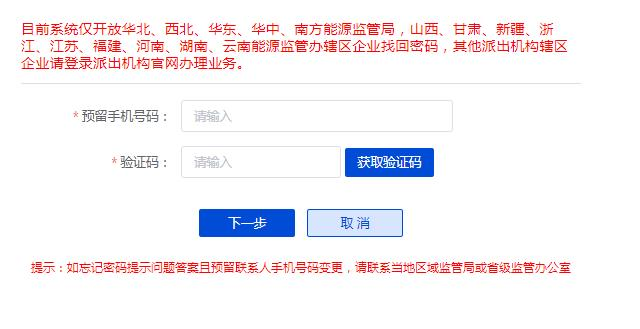 目前系统仅开放华北、西北、华东、华中、南方能源监管局，山西、甘肃、新疆、浙
江、江苏、福建、河南、湖南、云南能源监管办辖区企业找回密码，其他派出机构辖区
企业请登录派出机构官网办理业务。
* 预留手机号码： 请输入
* 验证码： 请输入 获取验证码
下一步 取 消
提示：如忘记密码提示问题答案且预留联系人手机号码变更，请联系当地区域监管局或省级监管办公室